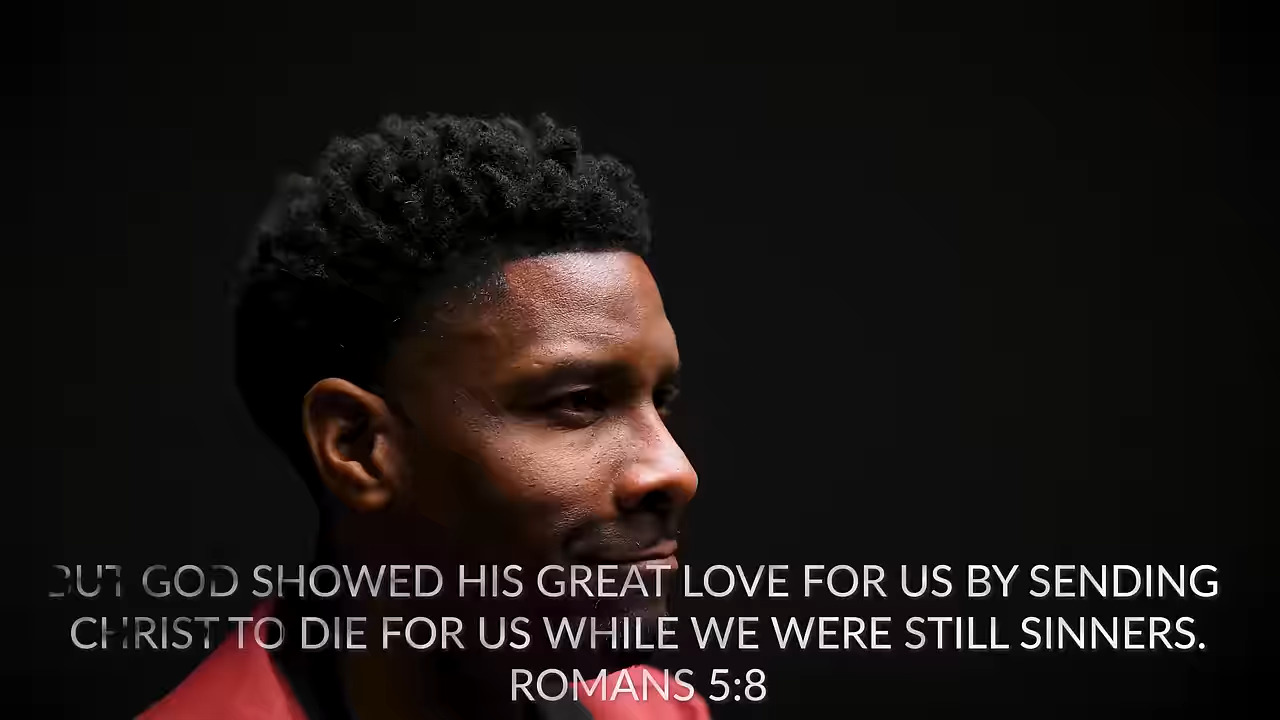 BUT GOD SHOWED HIS GREAT LOVE FOR US BY SENDING
CHRIST TO DIE FOR US WHILE WE WERE STILL SINNERS.
ROMANS 5:8